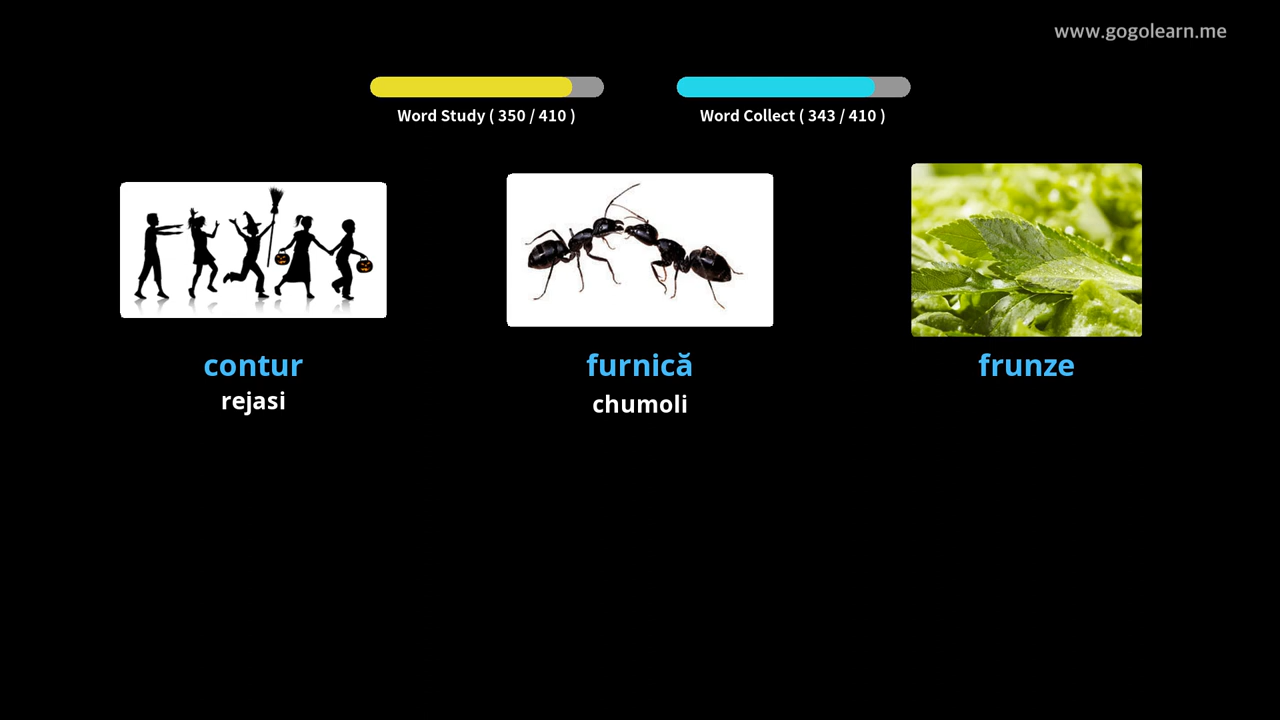 www.gogolearn.me
Word Study ( 350 / 410 )
Word Collect ( 343 / 410 )
contur
rejasi
furnică
chumoli
frunze